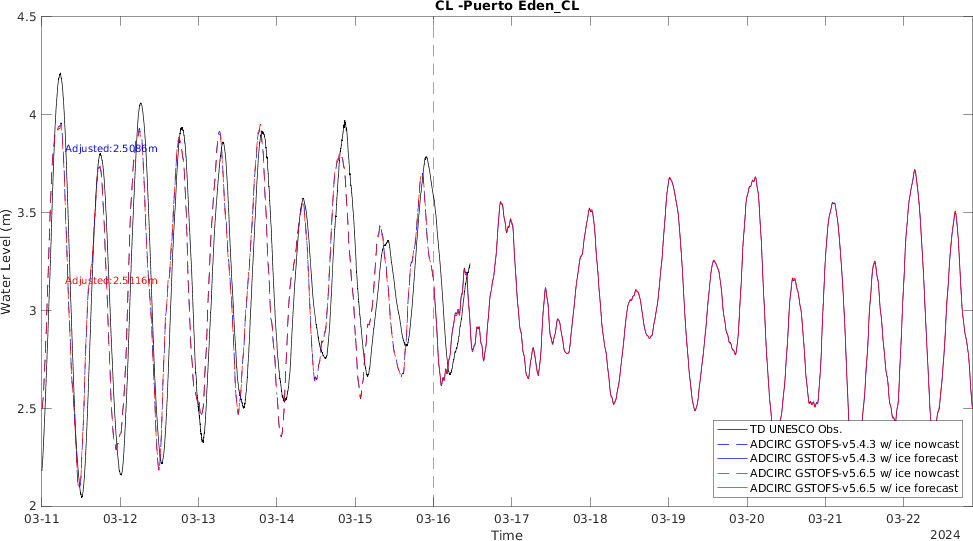 CL -Puerto Eden_CL
4.5
4
3.5
3
2.5
2
Water Level (m)
Adjusted:2.5086m
Adjusted:2.5116m
TD UNESCO Obs.
ADCIRC GSTOFS-v5.4.3 w/ ice nowcast
ADCIRC GSTOFS-v5.4.3 w/ ice forecast
ADCIRC GSTOFS-v5.6.5 w/ ice nowcast
ADCIRC GSTOFS-v5.6.5 w/ ice forecast
03-11 03-12 03-13 03-14 03-15 03-16 03-17 03-18 03-19 03-20 03-21 03-22
Time
2024